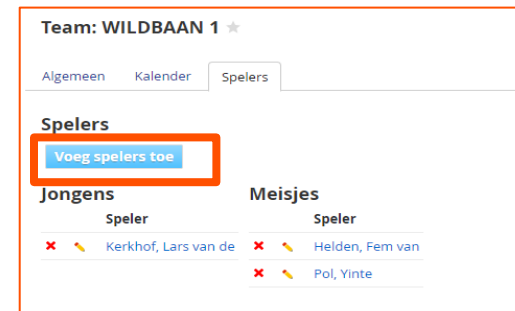 Team: WILDBAAN 1
Algemeen Kalender Spelers
Spelers
Voeg spelers toe
Jongens Meisjes
Speler Speler
Kerkhof, Lars van de Helden, Fem van
Pol, Yinte